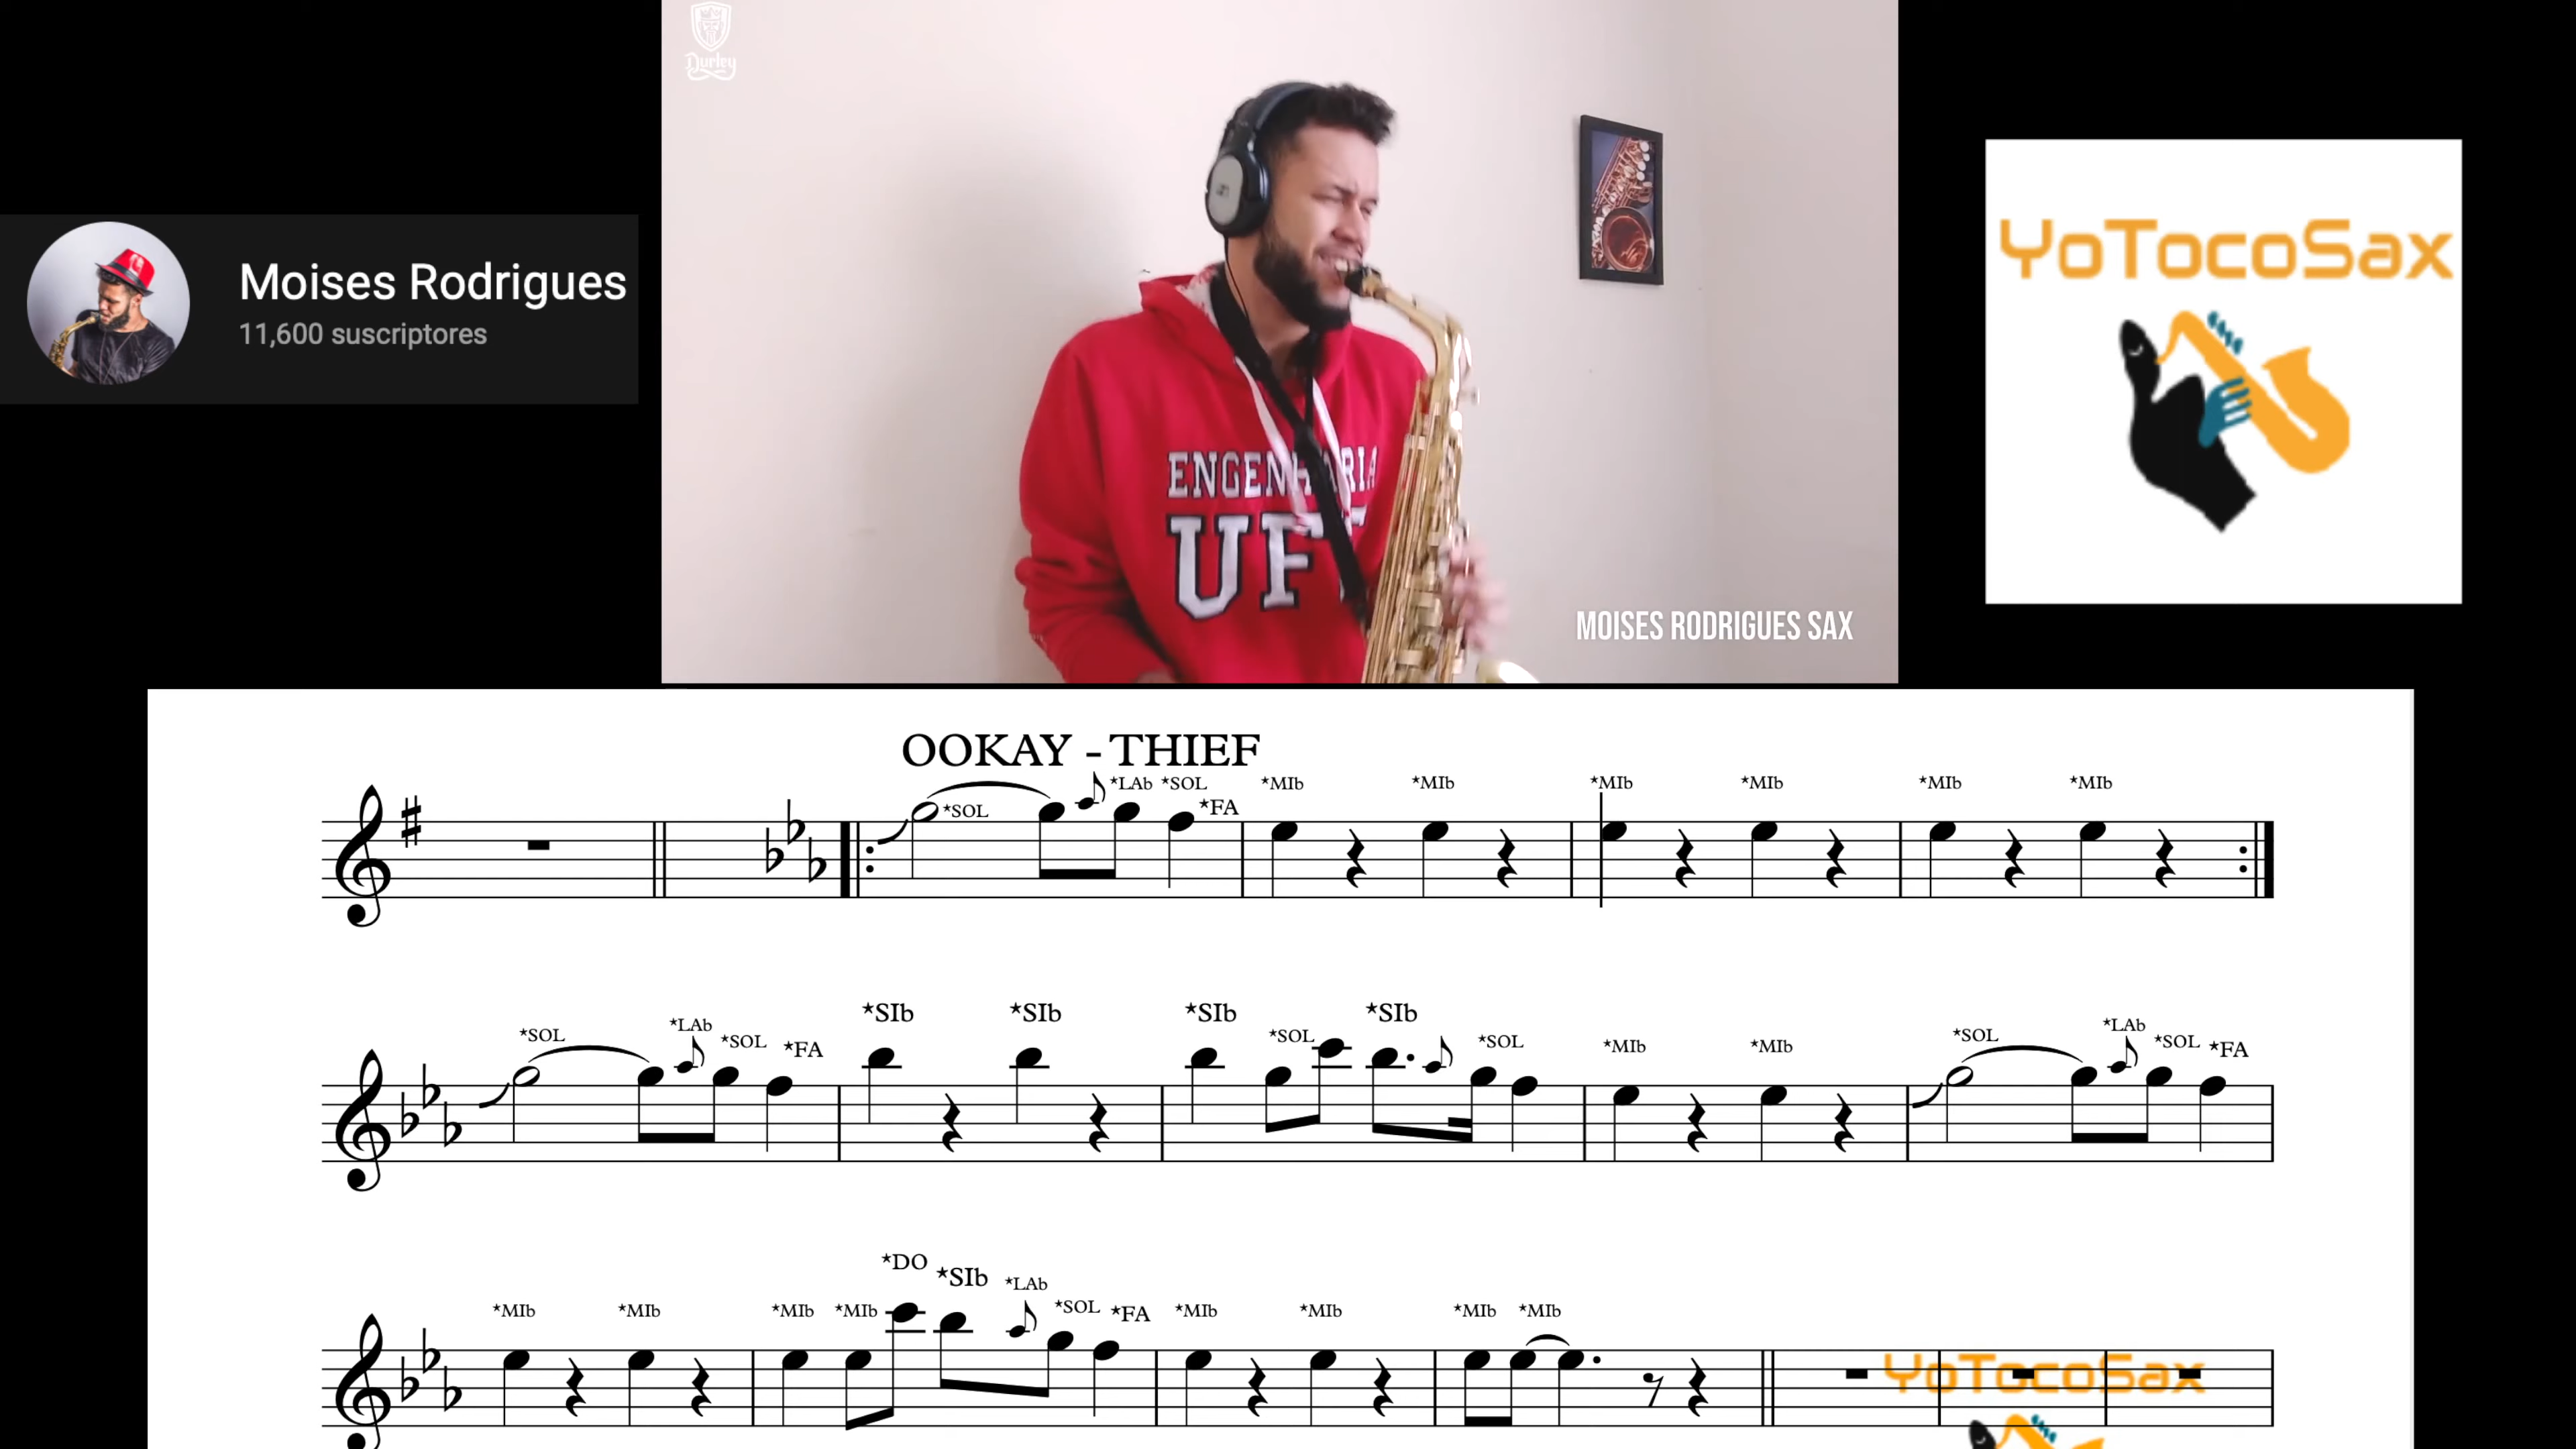 Durley
Moises Rodrigues
11,600 suscriptores
ENGENHARIA
MOISES RODRIGUES SAX
YoTocoSax
OOKAY - THIEF
*SOL *LAb *SOL *FA *MIb *MIb *MIb *MIb *MIb *MIb
*SOL *LAb *SOL *FA *SIb *SIb *SIb *SOL *SIb *SOL *MIb *MIb *SOL *LAb *SOL *FA
*MIb *MIb *MIb *MIb *DO *SIb *LAb *SOL *FA *MIb *MIb *MIb *MIb
YoTocoSax